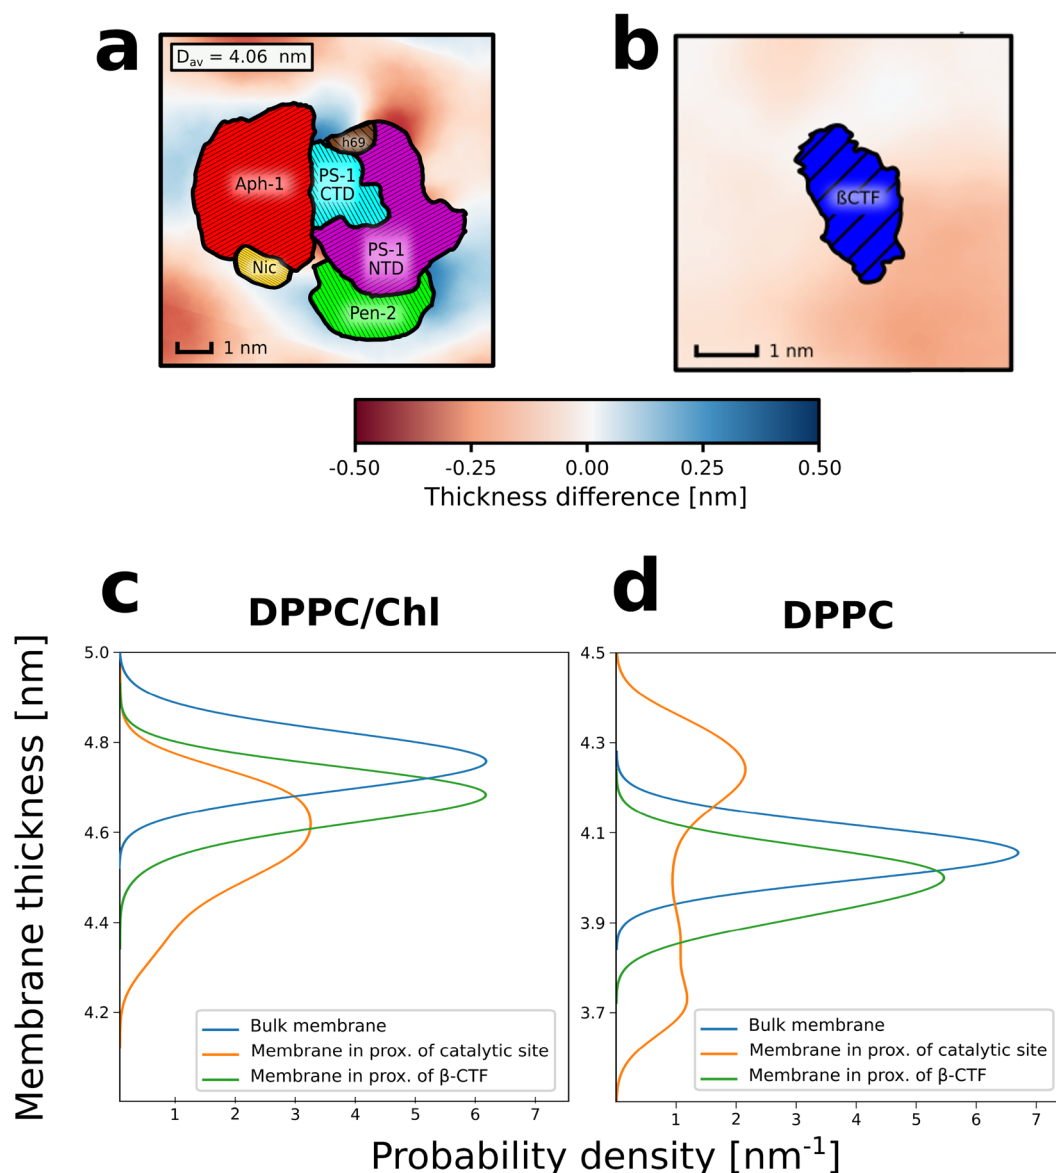 a
D_av = 4.06 nm
h69
Aph-1
PS-1
CTD
PS-1
NTD
Nic
Pen-2
1 nm
b
ßCTF
1 nm
-0.50 -0.25 0.00 0.25 0.50
Thickness difference [nm]
c
DPPC/Chl
Membrane thickness [nm]
5.0
4.8
4.6
4.4
4.2
Bulk membrane
Membrane in prox. of catalytic site
Membrane in prox. of β-CTF
1 2 3 4 5 6 7
d
DPPC
4.5
4.3
4.1
3.9
3.7
Bulk membrane
Membrane in prox. of catalytic site
Membrane in prox. of β-CTF
1 2 3 4 5 6 7
Probability density [nm⁻¹]